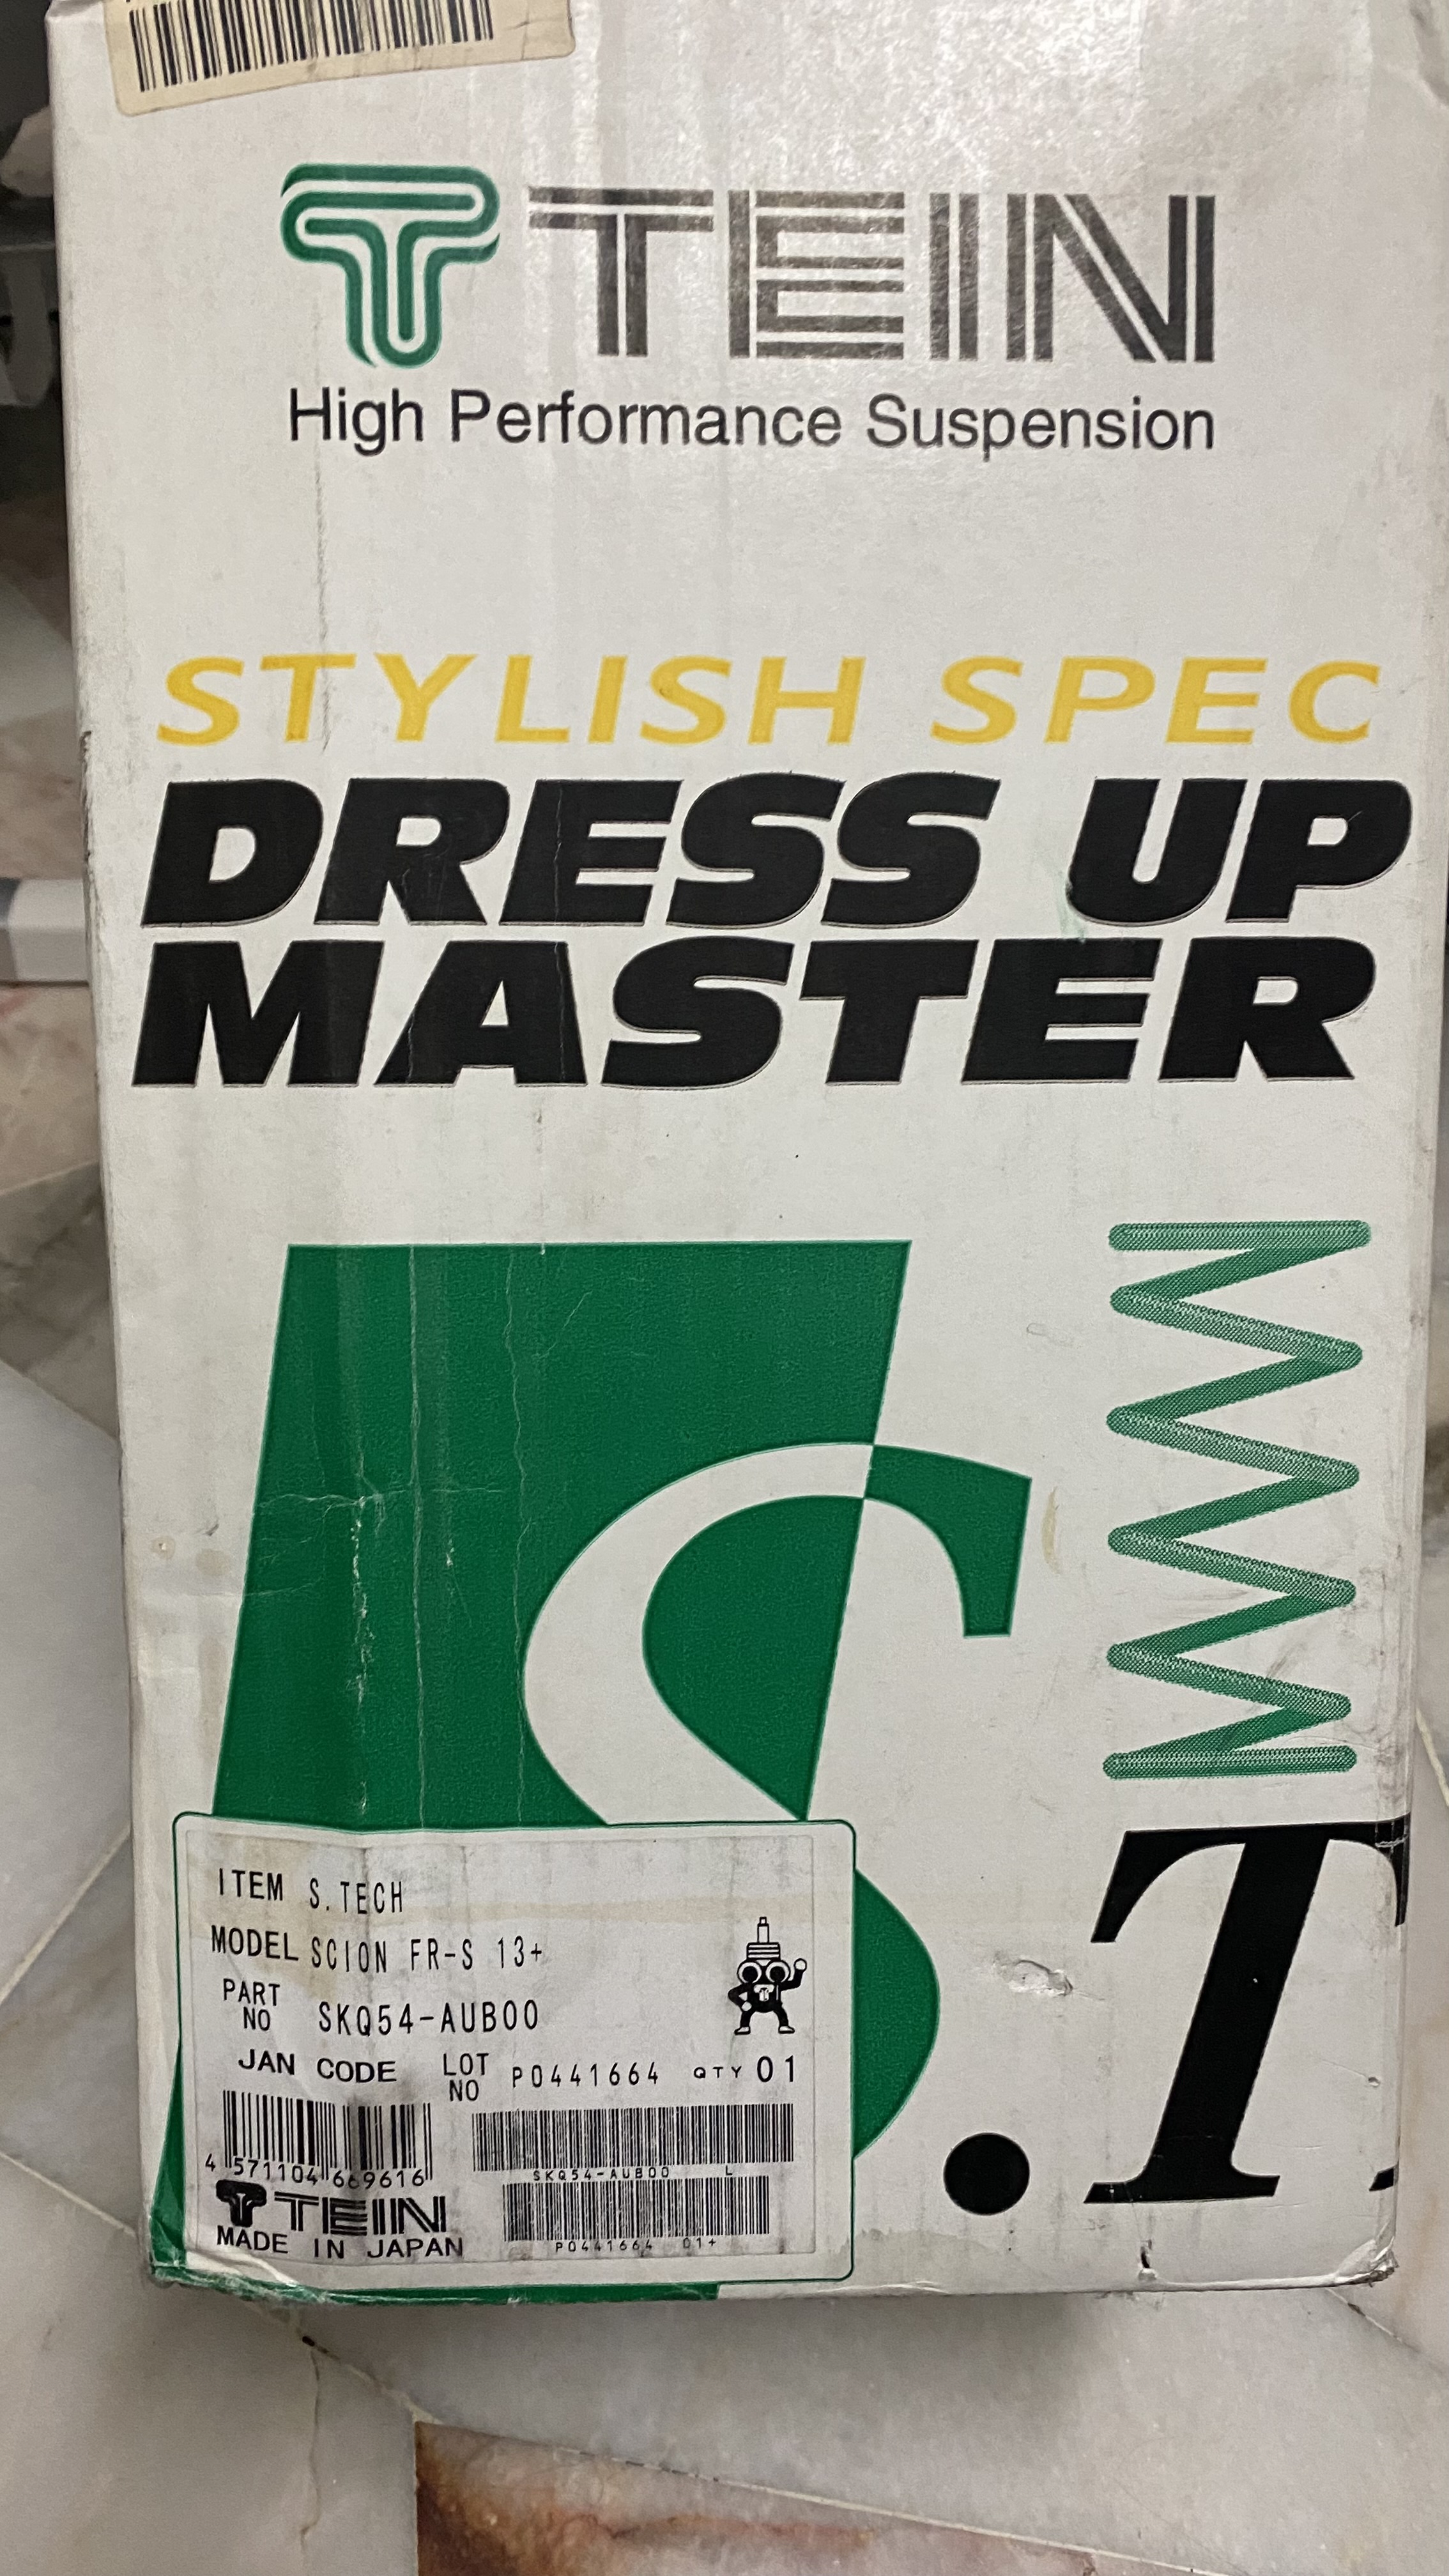 TEIN
High Performance Suspension
STYLISH SPEC
DRESS UP
MASTER
S.T
ITEM S.TECH
MODEL SCION FR-S 13+
PART NO SKQ54-AUB00
JAN CODE LOT NO P0441664 QTY 01
4 571104 669616
SKQ54-AUB00 L
TEIN
P0441664 01+
MADE IN JAPAN